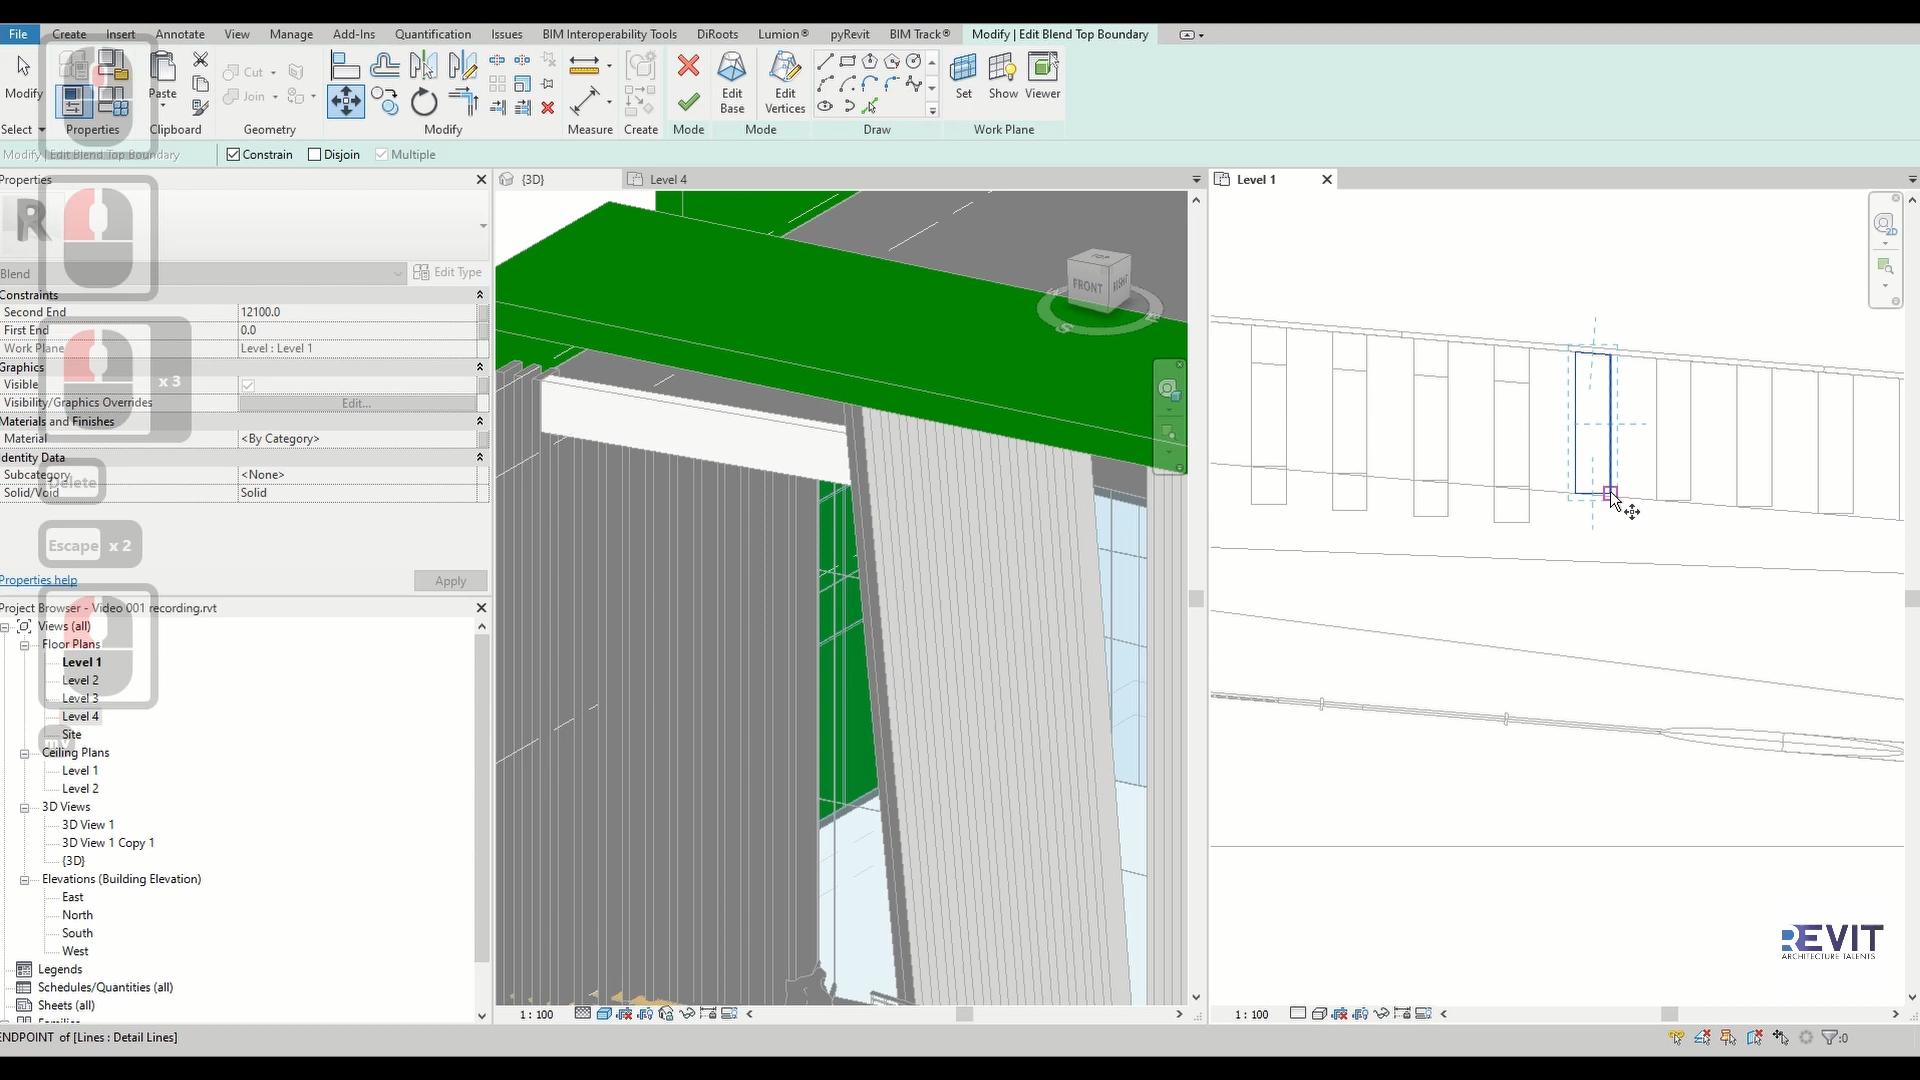 File Create Insert Annotate View Manage Add-Ins Quantification Issues BIM Interoperability Tools DiRoots Lumion® pyRevit BIM Track® Modify | Edit Blend Top Boundary
Modify Paste Cut Join Edit Base Edit Vertices Set Show Viewer
Select Properties Clipboard Geometry Modify Measure Create Mode Mode Draw Work Plane
Modify | Edit Blend Top Boundary Constrain Disjoin Multiple
Properties
{3D}
Level 4
Level 1
R
Blend
Edit Type
Constraints
Second End 12100.0
First End 0.0
Work Plane Level : Level 1
Graphics
Visible
x 3
Visibility/Graphics Overrides Edit...
Materials and Finishes
Material <By Category>
Identity Data
Subcategory <None>
Delete
Solid/Void Solid
Escape x 2
Properties help
Apply
Project Browser - Video 001 recording.rvt
Views (all)
Floor Plans
Level 1
Level 2
Level 3
Level 4
Site
mv
Ceiling Plans
Level 1
Level 2
3D Views
3D View 1
3D View 1 Copy 1
{3D}
Elevations (Building Elevation)
East
North
South
West
Legends
Schedules/Quantities (all)
Sheets (all)
TOP
FRONT
RIGHT
S
2D
REVIT
ARCHITECTURE TALENTS
1 : 100
1 : 100
ENDPOINT of [Lines : Detail Lines]
:0